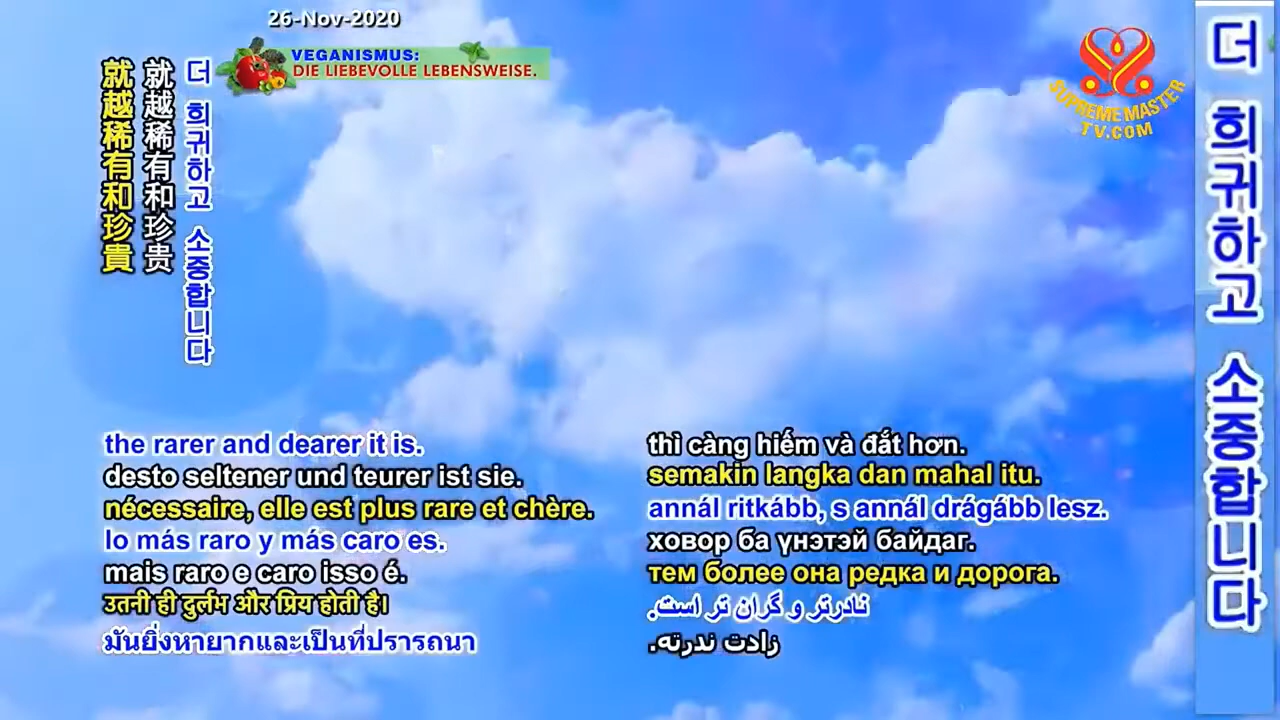 26-Nov-2020
VEGANISMUS:
DIE LIEBEVOLLE LEBENSWEISE.
SUPREME MASTER
TV.COM
就越稀有和珍貴
就越稀有和珍贵
더 희귀하고 소중합니다
더 희귀하고 소중합니다
the rarer and dearer it is.
desto seltener und teurer ist sie.
nécessaire, elle est plus rare et chère.
lo más raro y más caro es.
mais raro e caro isso é.
उतनी ही दुर्लभ और प्रिय होती है।
มันยิ่งหายากและเป็นที่ปรารถนา
thì càng hiếm và đắt hơn.
semakin langka dan mahal itu.
annál ritkább, s annál drágább lesz.
ховор ба үнэтэй байдаг.
тем более она редка и дорога.
نادرتر و گران تر است.
زادت ندرته.